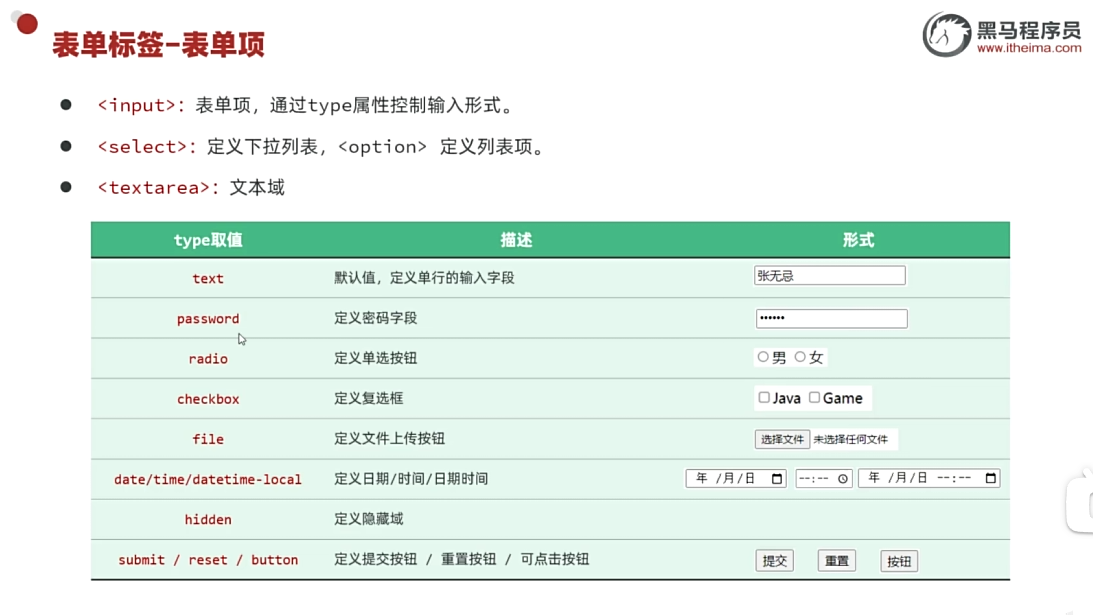 表单标签-表单项
黑马程序员
www.itheima.com
<input>: 表单项，通过type属性控制输入形式。
<select>: 定义下拉列表，<option> 定义列表项。
<textarea>: 文本域
type取值 描述 形式
text 默认值，定义单行的输入字段 张无忌
password 定义密码字段 ••••••
radio 定义单选按钮 男 女
checkbox 定义复选框 Java Game
file 定义文件上传按钮 选择文件 未选择任何文件
date/time/datetime-local 定义日期/时间/日期时间 年 /月/日 --:-- 年 /月/日 --:--
hidden 定义隐藏域
submit / reset / button 定义提交按钮 / 重置按钮 / 可点击按钮 提交 重置 按钮